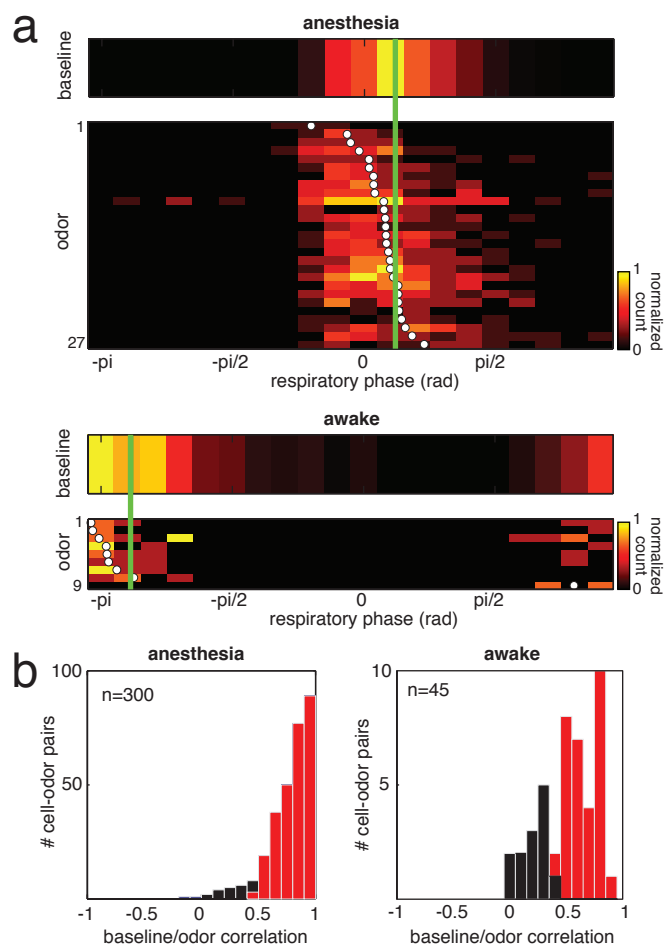 a
anesthesia
baseline
1
odor
27
-pi
-pi/2
0
pi/2
respiratory phase (rad)
1
0
normalized
count
awake
baseline
1
odor
9
-pi
-pi/2
0
pi/2
respiratory phase (rad)
1
0
normalized
count
b
anesthesia
100
50
n=300
# cell-odor pairs
-1
-0.5
0
0.5
1
baseline/odor correlation
awake
10
5
n=45
# cell-odor pairs
-1
-0.5
0
0.5
1
baseline/odor correlation